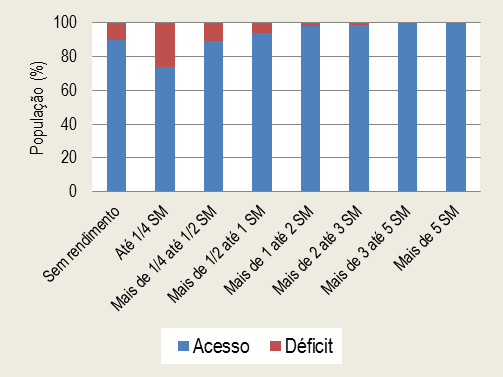 População (%)
100
80
60
40
20
0
Sem rendimento
Até 1/4 SM
Mais de 1/4 até 1/2 SM
Mais de 1/2 até 1 SM
Mais de 1 até 2 SM
Mais de 2 até 3 SM
Mais de 3 até 5 SM
Mais de 5 SM
Acesso
Déficit